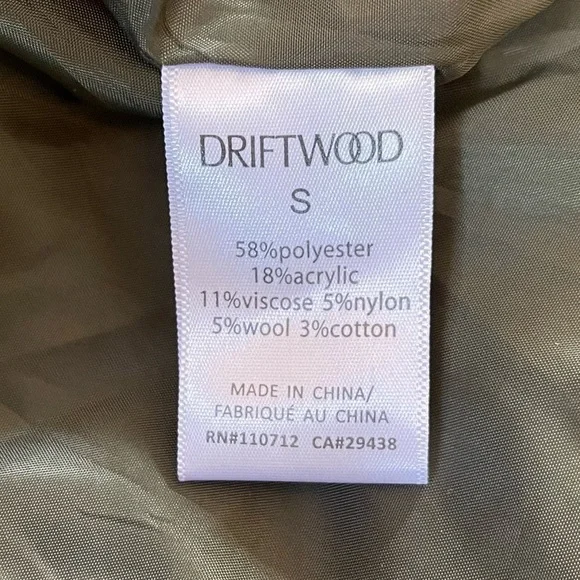 DRIFTWOOD
S
58%polyester
18%acrylic
11%viscose 5%nylon
5%wool 3%cotton
MADE IN CHINA/
FABRIQUÉ AU CHINA
RN#110712 CA#29438